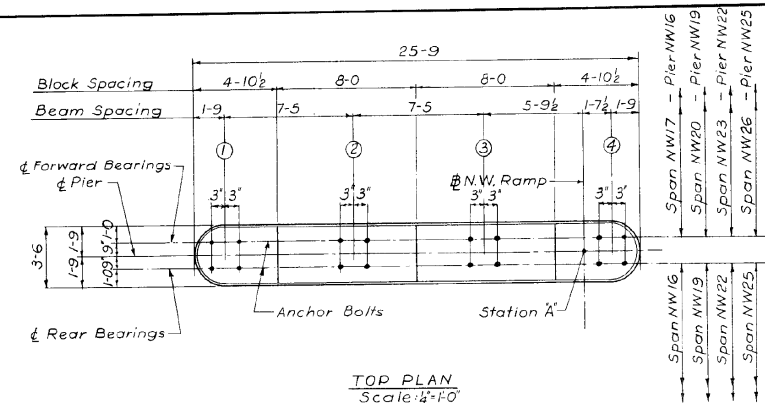 25-9
Block Spacing 4-10½ 8-0 8-0 4-10½
Beam Spacing 1-9 7-5 7-5 5-9½ 1-7½ 1-9
1 2 3 4
℄ Forward Bearings
℄ Pier
3" 3" 3" 3" 3" 3" 3" 3"
N.W. Ramp
3-6
1-9 1-9
1-0 9" 9" 1-0
Anchor Bolts
Station "A"
℄ Rear Bearings
Span NW17 - Pier NW16
Span NW20 - Pier NW19
Span NW23 - Pier NW22
Span NW26 - Pier NW25
Span NW16
Span NW19
Span NW22
Span NW25
TOP PLAN
Scale: ¼"=1'-0"